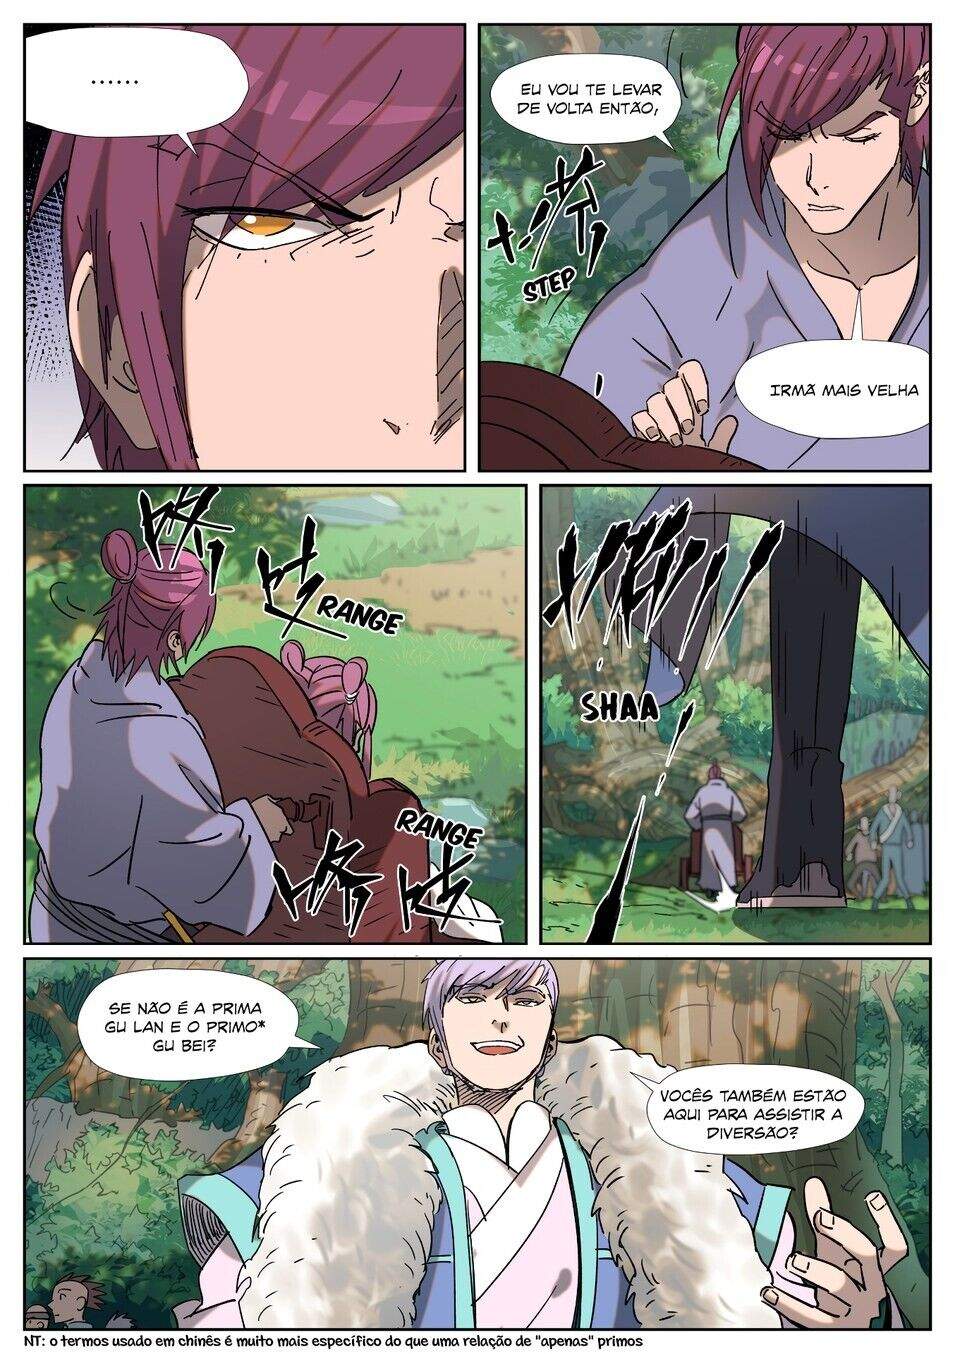 ......
EU VOU TE LEVAR
DE VOLTA ENTÃO,
STEP
IRMÃ MAIS VELHA
RANGE
RANGE
SHAA
SE NÃO É A PRIMA
GU LAN E O PRIMO*
GU BEI?
VOCÊS TAMBÉM ESTÃO
AQUI PARA ASSISTIR A
DIVERSÃO?
NT: o termos usado em chinês é muito mais específico do que uma relação de "apenas" primos